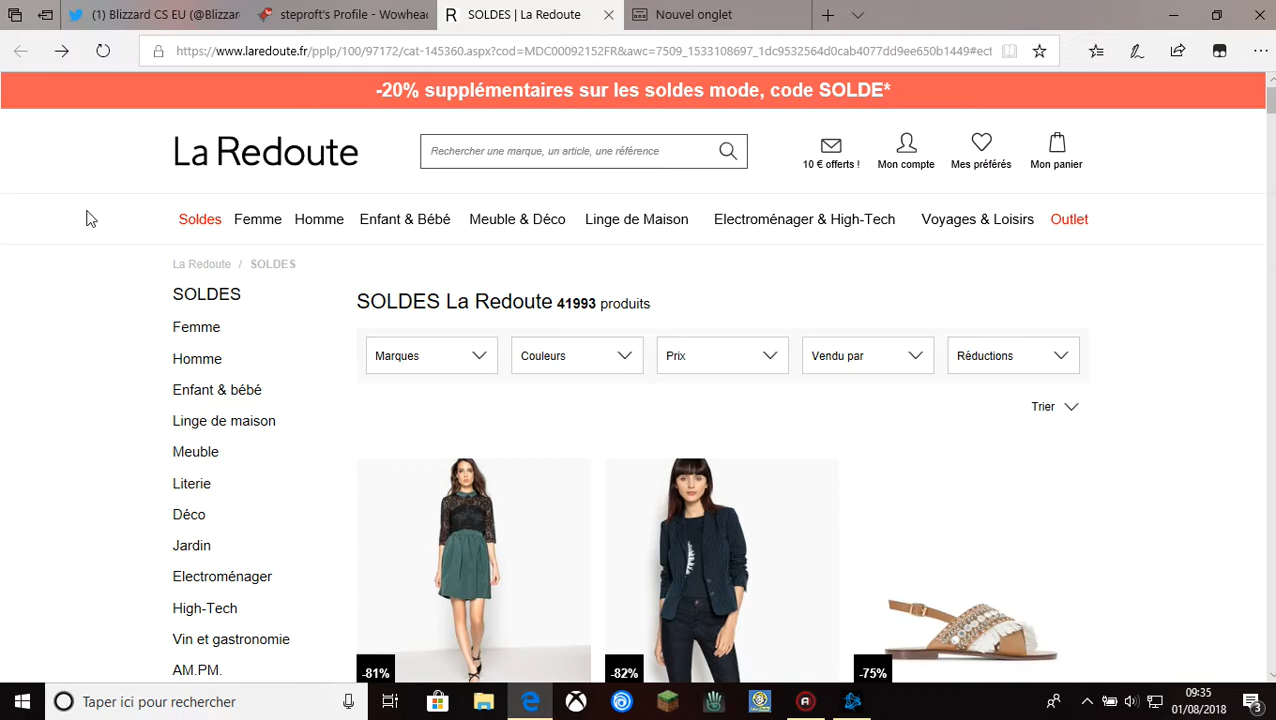 (1) Blizzard CS EU (@Blizzar
steproft's Profile - Wowhead
SOLDES | La Redoute
Nouvel onglet
https://www.laredoute.fr/pplp/100/97172/cat-145360.aspx?cod=MDC00092152FR&awc=7509_1533108697_1dc9532564d0cab4077dd9ee650b1449#ect
-20% supplémentaires sur les soldes mode, code SOLDE*
La Redoute
Rechercher une marque, un article, une référence
10 € offerts !
Mon compte
Mes préférés
Mon panier
Soldes
Femme
Homme
Enfant & Bébé
Meuble & Déco
Linge de Maison
Electroménager & High-Tech
Voyages & Loisirs
Outlet
La Redoute / SOLDES
SOLDES
Femme
Homme
Enfant & bébé
Linge de maison
Meuble
Literie
Déco
Jardin
Electroménager
High-Tech
Vin et gastronomie
AM.PM.
SOLDES La Redoute 41993 produits
Marques
Couleurs
Prix
Vendu par
Réductions
Trier
-81%
-82%
-75%
Taper ici pour rechercher
09:35
01/08/2018
3